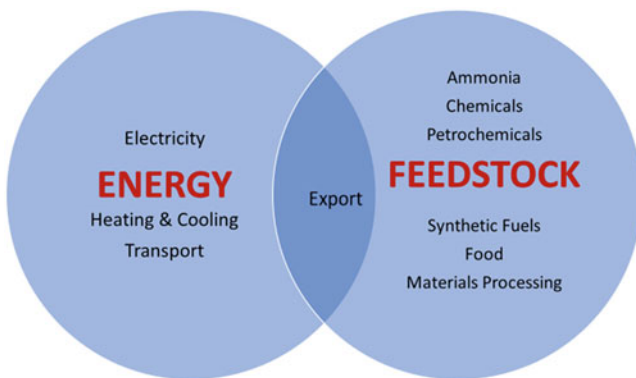 Electricity
ENERGY
Heating & Cooling
Transport
Export
Ammonia
Chemicals
Petrochemicals
FEEDSTOCK
Synthetic Fuels
Food
Materials Processing